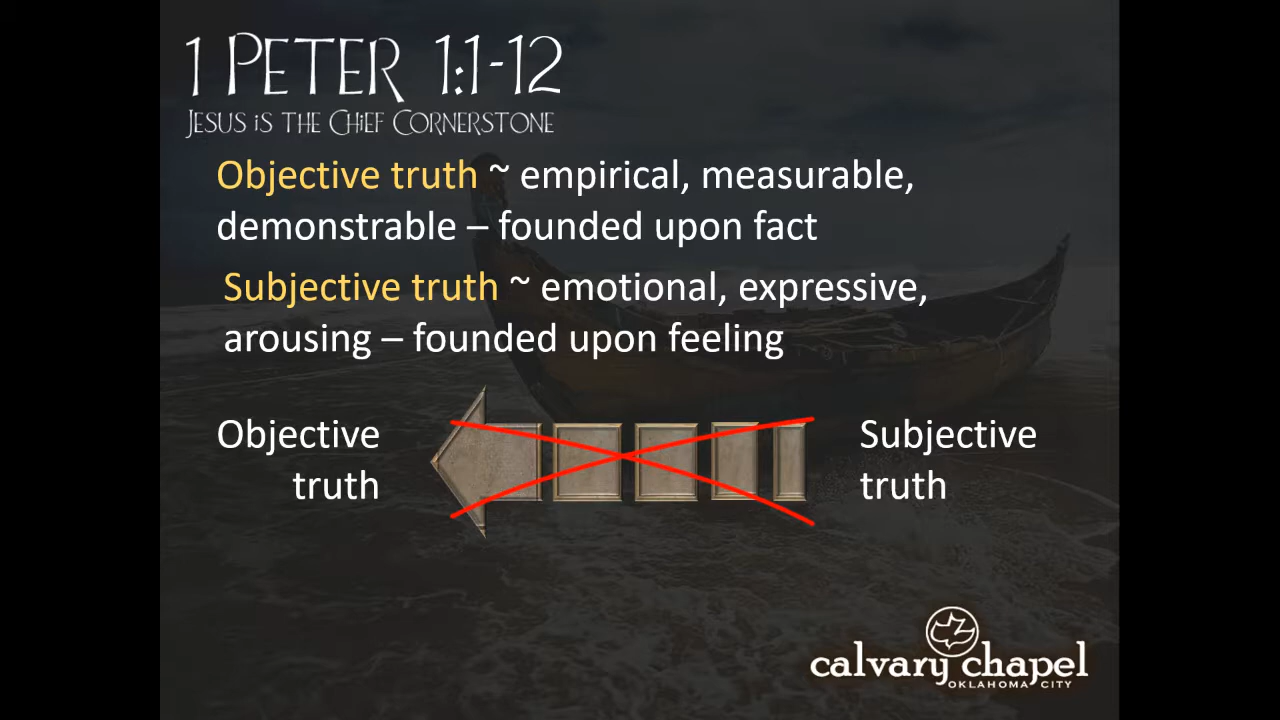 1 PETER 1:1-12
JESUS iS THE CHiEF CORNERSTONE
Objective truth ~ empirical, measurable,
demonstrable – founded upon fact
Subjective truth ~ emotional, expressive,
arousing – founded upon feeling
Objective
truth
Subjective
truth
calvary chapel
OKLAHOMA CITY